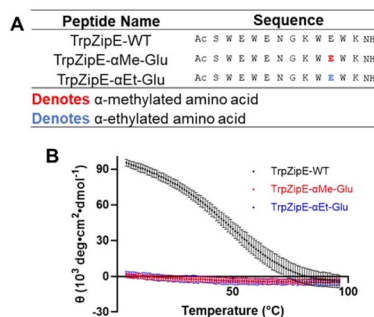 A
Peptide Name Sequence
TrpZipE-WT Ac S W E W E N G K W E W K NH
TrpZipE-αMe-Glu Ac S W E W E N G K W E W K NH
TrpZipE-αEt-Glu Ac S W E W E N G K W E W K NH
Denotes α-methylated amino acid
Denotes α-ethylated amino acid
B
θ (10³ deg•cm²•dmol⁻¹)
90
60
30
0
-30
TrpZipE-WT
TrpZipE-αMe-Glu
TrpZipE-αEt-Glu
50 100
Temperature (°C)